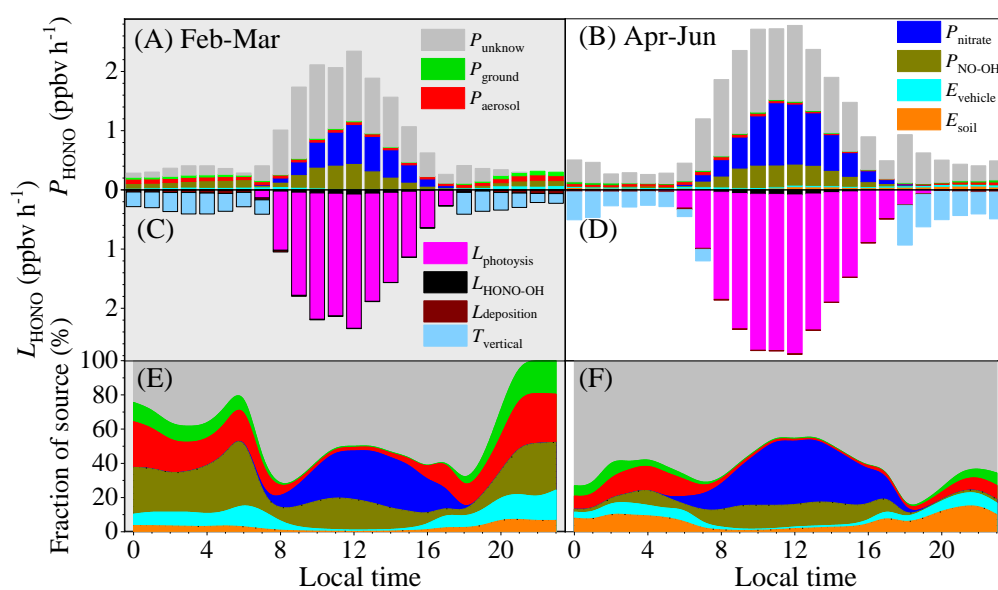 (A) Feb-Mar
P_unknow
P_ground
P_aerosol
(B) Apr-Jun
P_nitrate
P_NO-OH
E_vehicle
E_soil
P_HONO (ppbv h⁻¹)
2
1
0
(C)
L_photoysis
L_HONO-OH
L_deposition
T_vertical
(D)
L_HONO (ppbv h⁻¹)
1
2
(E)
(F)
Fraction of source (%)
100
80
60
40
20
0
0 4 8 12 16 20
0 4 8 12 16 20
Local time
Local time